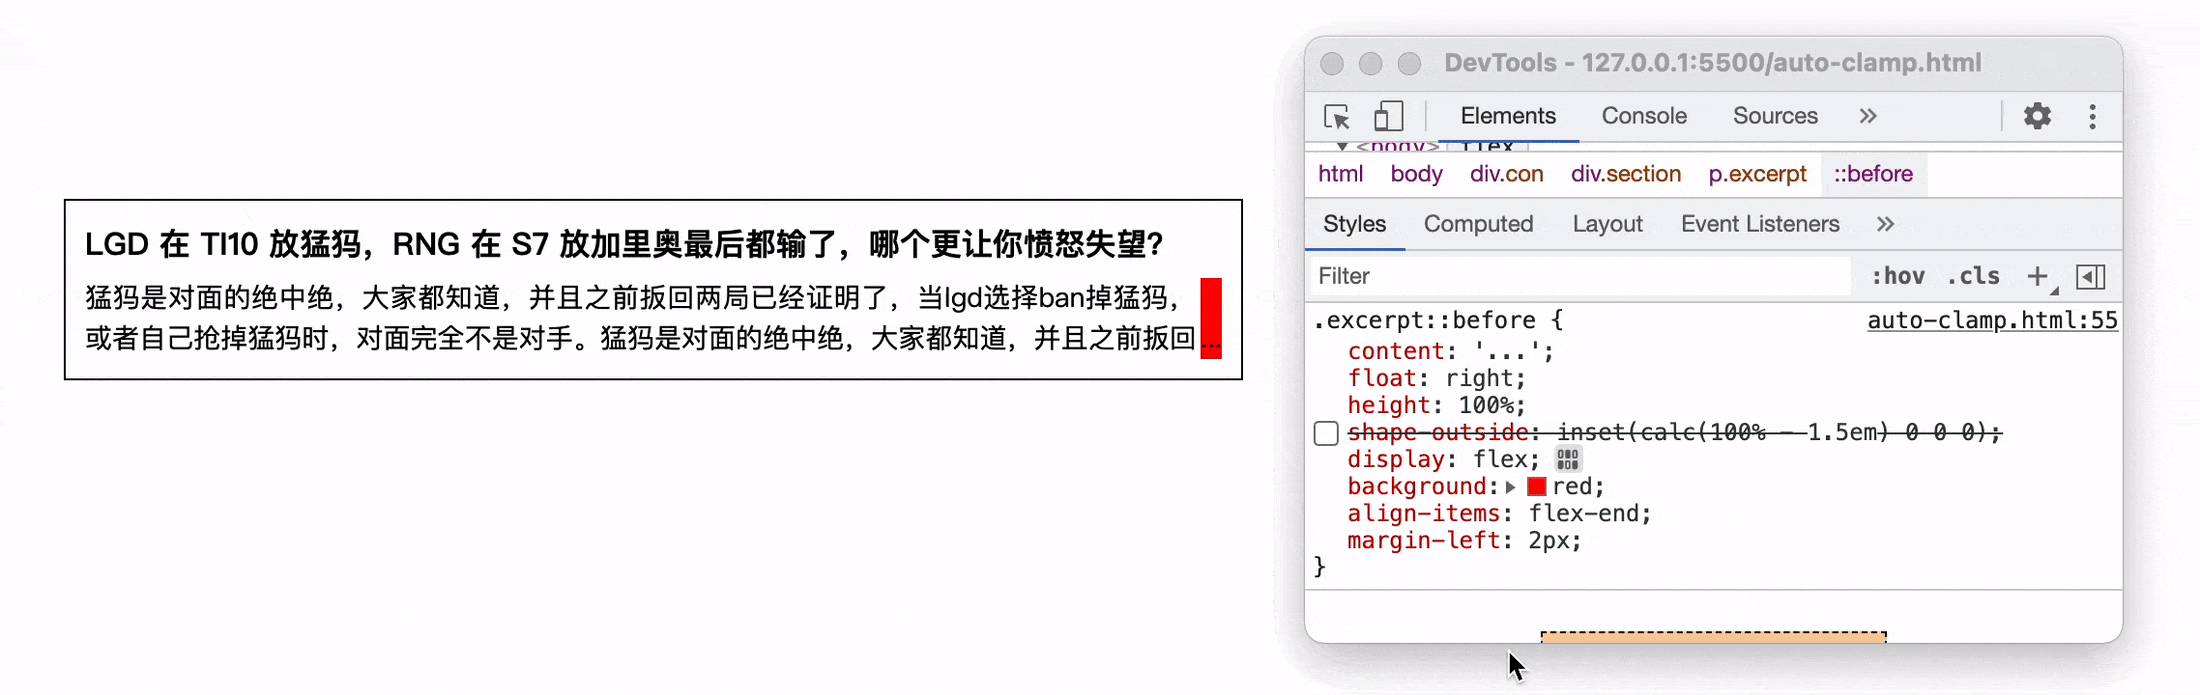 LGD 在 TI10 放猛犸，RNG 在 S7 放加里奥最后都输了，哪个更让你愤怒失望？
猛犸是对面的绝中绝，大家都知道，并且之前扳回两局已经证明了，当lgd选择ban掉猛犸，
或者自己抢掉猛犸时，对面完全不是对手。猛犸是对面的绝中绝，大家都知道，并且之前扳回...
DevTools - 127.0.0.1:5500/auto-clamp.html
Elements Console Sources »
▼<body> flex
html body div.con div.section p.excerpt ::before
Styles Computed Layout Event Listeners »
Filter :hov .cls +
.excerpt::before { auto-clamp.html:55
content: '...';
float: right;
height: 100%;
shape-outside: inset(calc(100% - 1.5em) 0 0 0);
display: flex;
background: red;
align-items: flex-end;
margin-left: 2px;
}